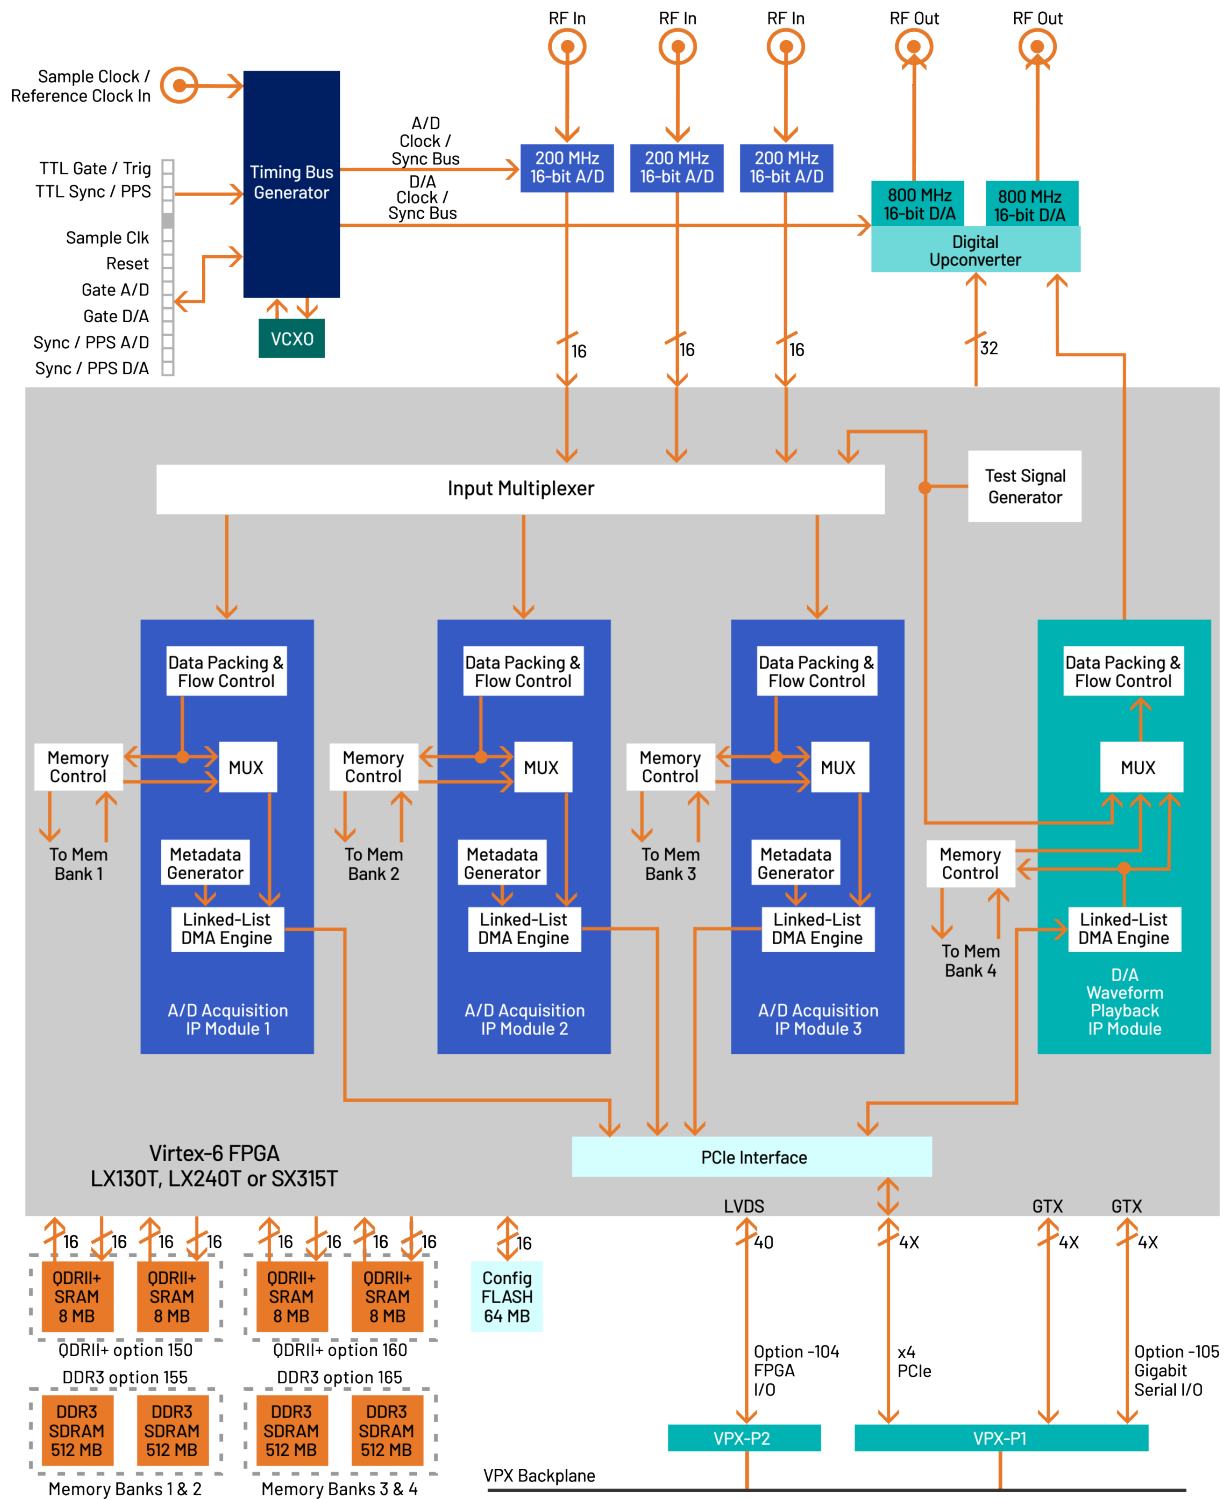 RF In
RF In
RF In
RF Out
RF Out
Sample Clock /
Reference Clock In
TTL Gate / Trig
TTL Sync / PPS
Sample Clk
Reset
Gate A/D
Gate D/A
Sync / PPS A/D
Sync / PPS D/A
Timing Bus
Generator
VCXO
A/D
Clock /
Sync Bus
D/A
Clock /
Sync Bus
200 MHz
16-bit A/D
200 MHz
16-bit A/D
200 MHz
16-bit A/D
800 MHz
16-bit D/A
800 MHz
16-bit D/A
Digital
Upconverter
16
16
16
32
Input Multiplexer
Test Signal
Generator
Data Packing &
Flow Control
Memory
Control
MUX
To Mem
Bank 1
Metadata
Generator
Linked-List
DMA Engine
A/D Acquisition
IP Module 1
Data Packing &
Flow Control
Memory
Control
MUX
To Mem
Bank 2
Metadata
Generator
Linked-List
DMA Engine
A/D Acquisition
IP Module 2
Data Packing &
Flow Control
Memory
Control
MUX
To Mem
Bank 3
Metadata
Generator
Linked-List
DMA Engine
A/D Acquisition
IP Module 3
Data Packing &
Flow Control
MUX
Memory
Control
To Mem
Bank 4
Linked-List
DMA Engine
D/A
Waveform
Playback
IP Module
Virtex-6 FPGA
LX130T, LX240T or SX315T
PCIe Interface
LVDS
GTX
GTX
16
16
16
16
16
16
16
16
16
40
4X
4X
4X
QDRII+
SRAM
8 MB
QDRII+
SRAM
8 MB
QDRII+
SRAM
8 MB
QDRII+
SRAM
8 MB
Config
FLASH
64 MB
QDRII+ option 150
QDRII+ option 160
DDR3 option 155
DDR3 option 165
DDR3
SDRAM
512 MB
DDR3
SDRAM
512 MB
DDR3
SDRAM
512 MB
DDR3
SDRAM
512 MB
Memory Banks 1 & 2
Memory Banks 3 & 4
Option -104
FPGA
I/O
x4
PCIe
Option -105
Gigabit
Serial I/O
VPX-P2
VPX-P1
VPX Backplane